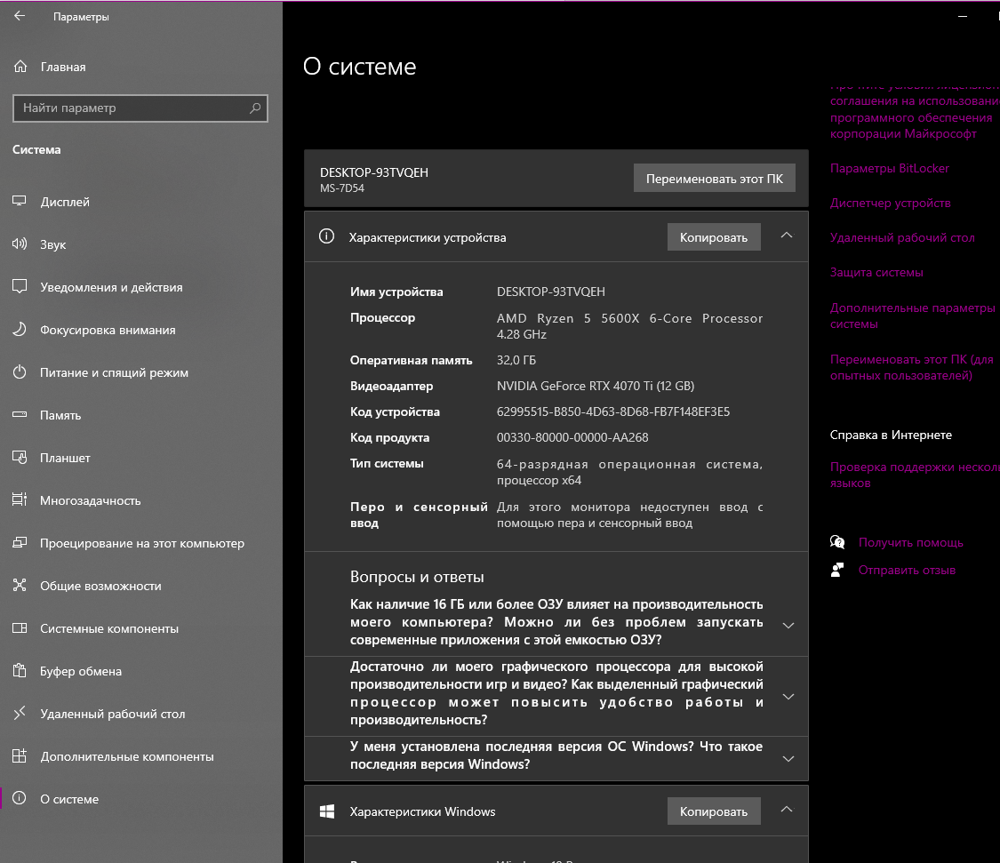 Параметры
Главная
Найти параметр
Система
Дисплей
Звук
Уведомления и действия
Фокусировка внимания
Питание и спящий режим
Память
Планшет
Многозадачность
Проецирование на этот компьютер
Общие возможности
Системные компоненты
Буфер обмена
Удаленный рабочий стол
Дополнительные компоненты
О системе
О системе
DESKTOP-93TVQEH
MS-7D54
Переименовать этот ПК
Характеристики устройства
Копировать
Имя устройства DESKTOP-93TVQEH
Процессор AMD Ryzen 5 5600X 6-Core Processor
4.28 GHz
Оперативная память 32,0 ГБ
Видеоадаптер NVIDIA GeForce RTX 4070 Ti (12 GB)
Код устройства 62995515-B850-4D63-8D68-FB7F148EF3E5
Код продукта 00330-80000-00000-AA268
Тип системы 64-разрядная операционная система,
процессор x64
Перо и сенсорный Для этого монитора недоступен ввод с
ввод помощью пера и сенсорный ввод
Вопросы и ответы
Как наличие 16 ГБ или более ОЗУ влияет на производительность
моего компьютера? Можно ли без проблем запускать
современные приложения с этой емкостью ОЗУ?
Достаточно ли моего графического процессора для высокой
производительности игр и видео? Как выделенный графический
процессор может повысить удобство работы и
производительность?
У меня установлена последняя версия ОС Windows? Что такое
последняя версия Windows?
Характеристики Windows
Копировать
соглашения на использовани
программного обеспечения
корпорации Майкрософт
Параметры BitLocker
Диспетчер устройств
Удаленный рабочий стол
Защита системы
Дополнительные параметры
системы
Переименовать этот ПК (для
опытных пользователей)
Справка в Интернете
Проверка поддержки нескол
языков
Получить помощь
Отправить отзыв